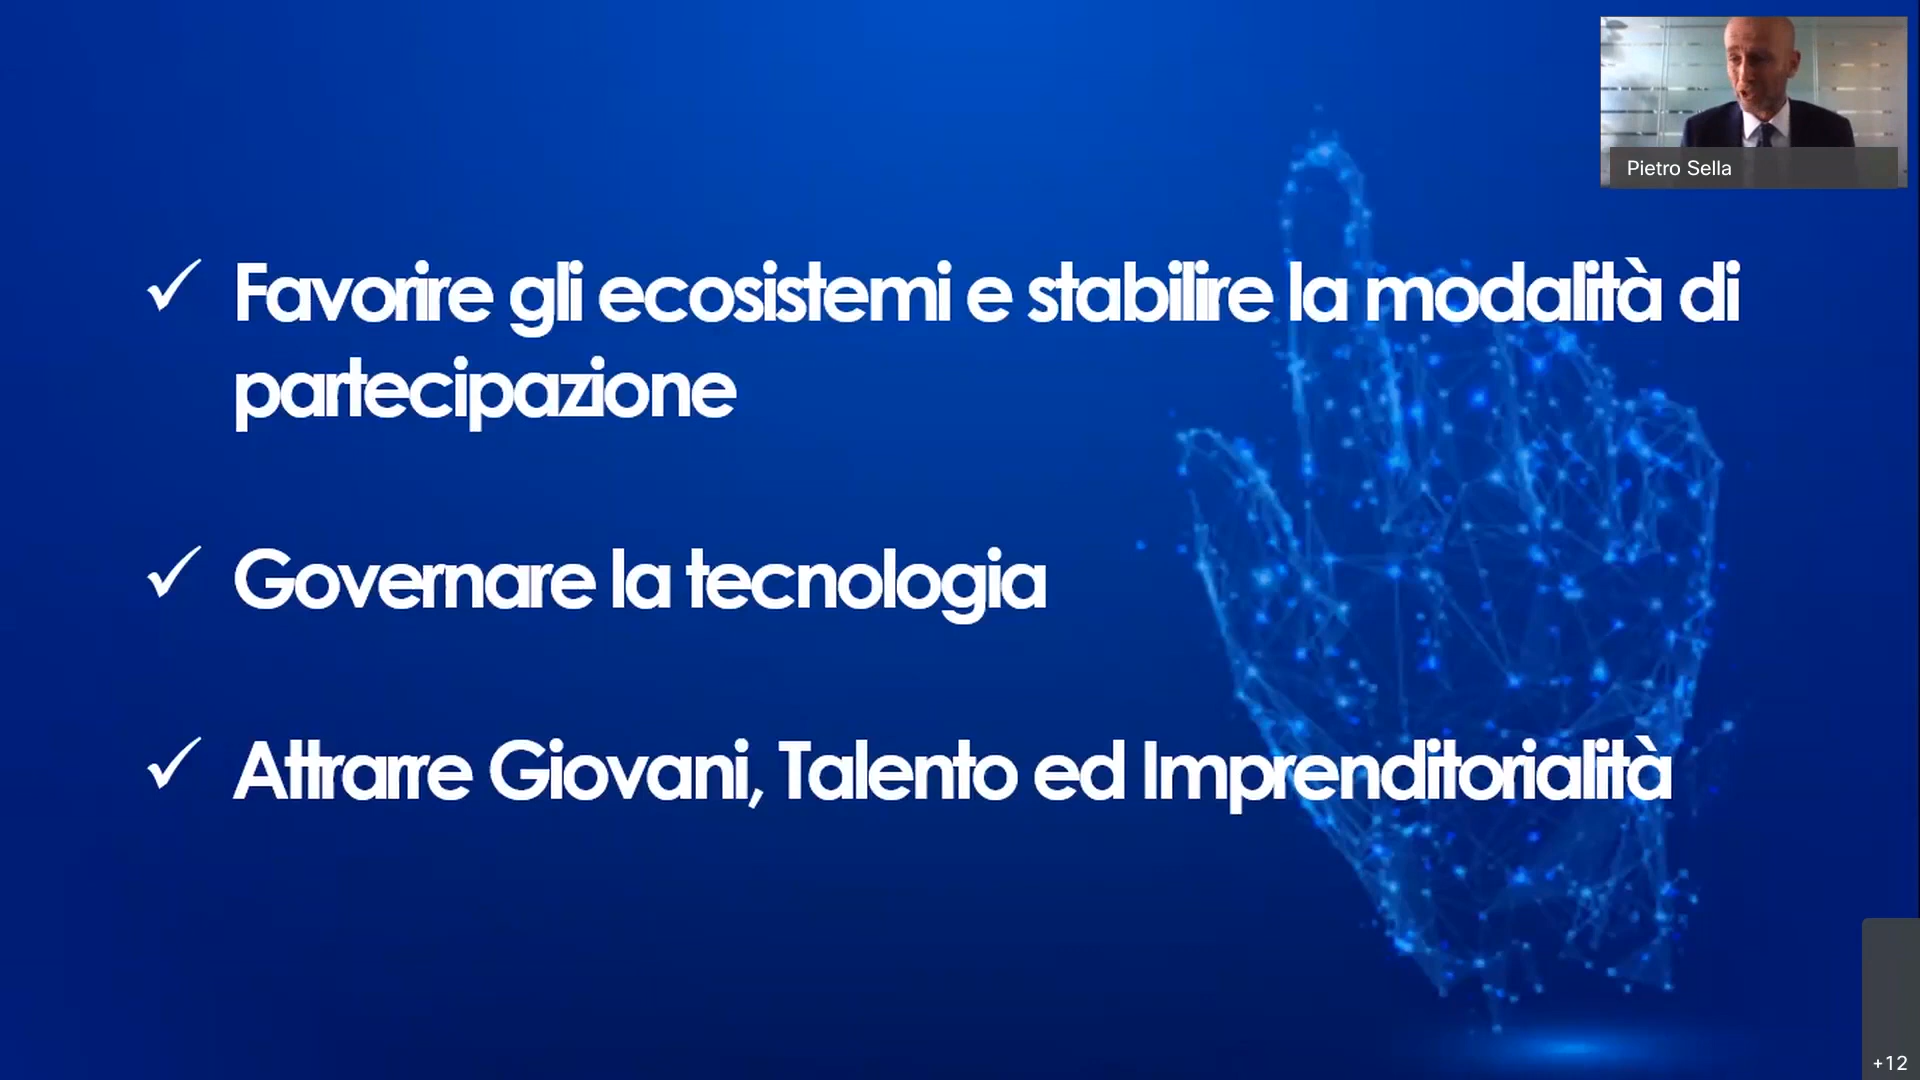 Pietro Sella
Favorire gli ecosistemi e stabilire la modalità di
partecipazione
Governare la tecnologia
Attrarre Giovani, Talento ed Imprenditorialità
+12